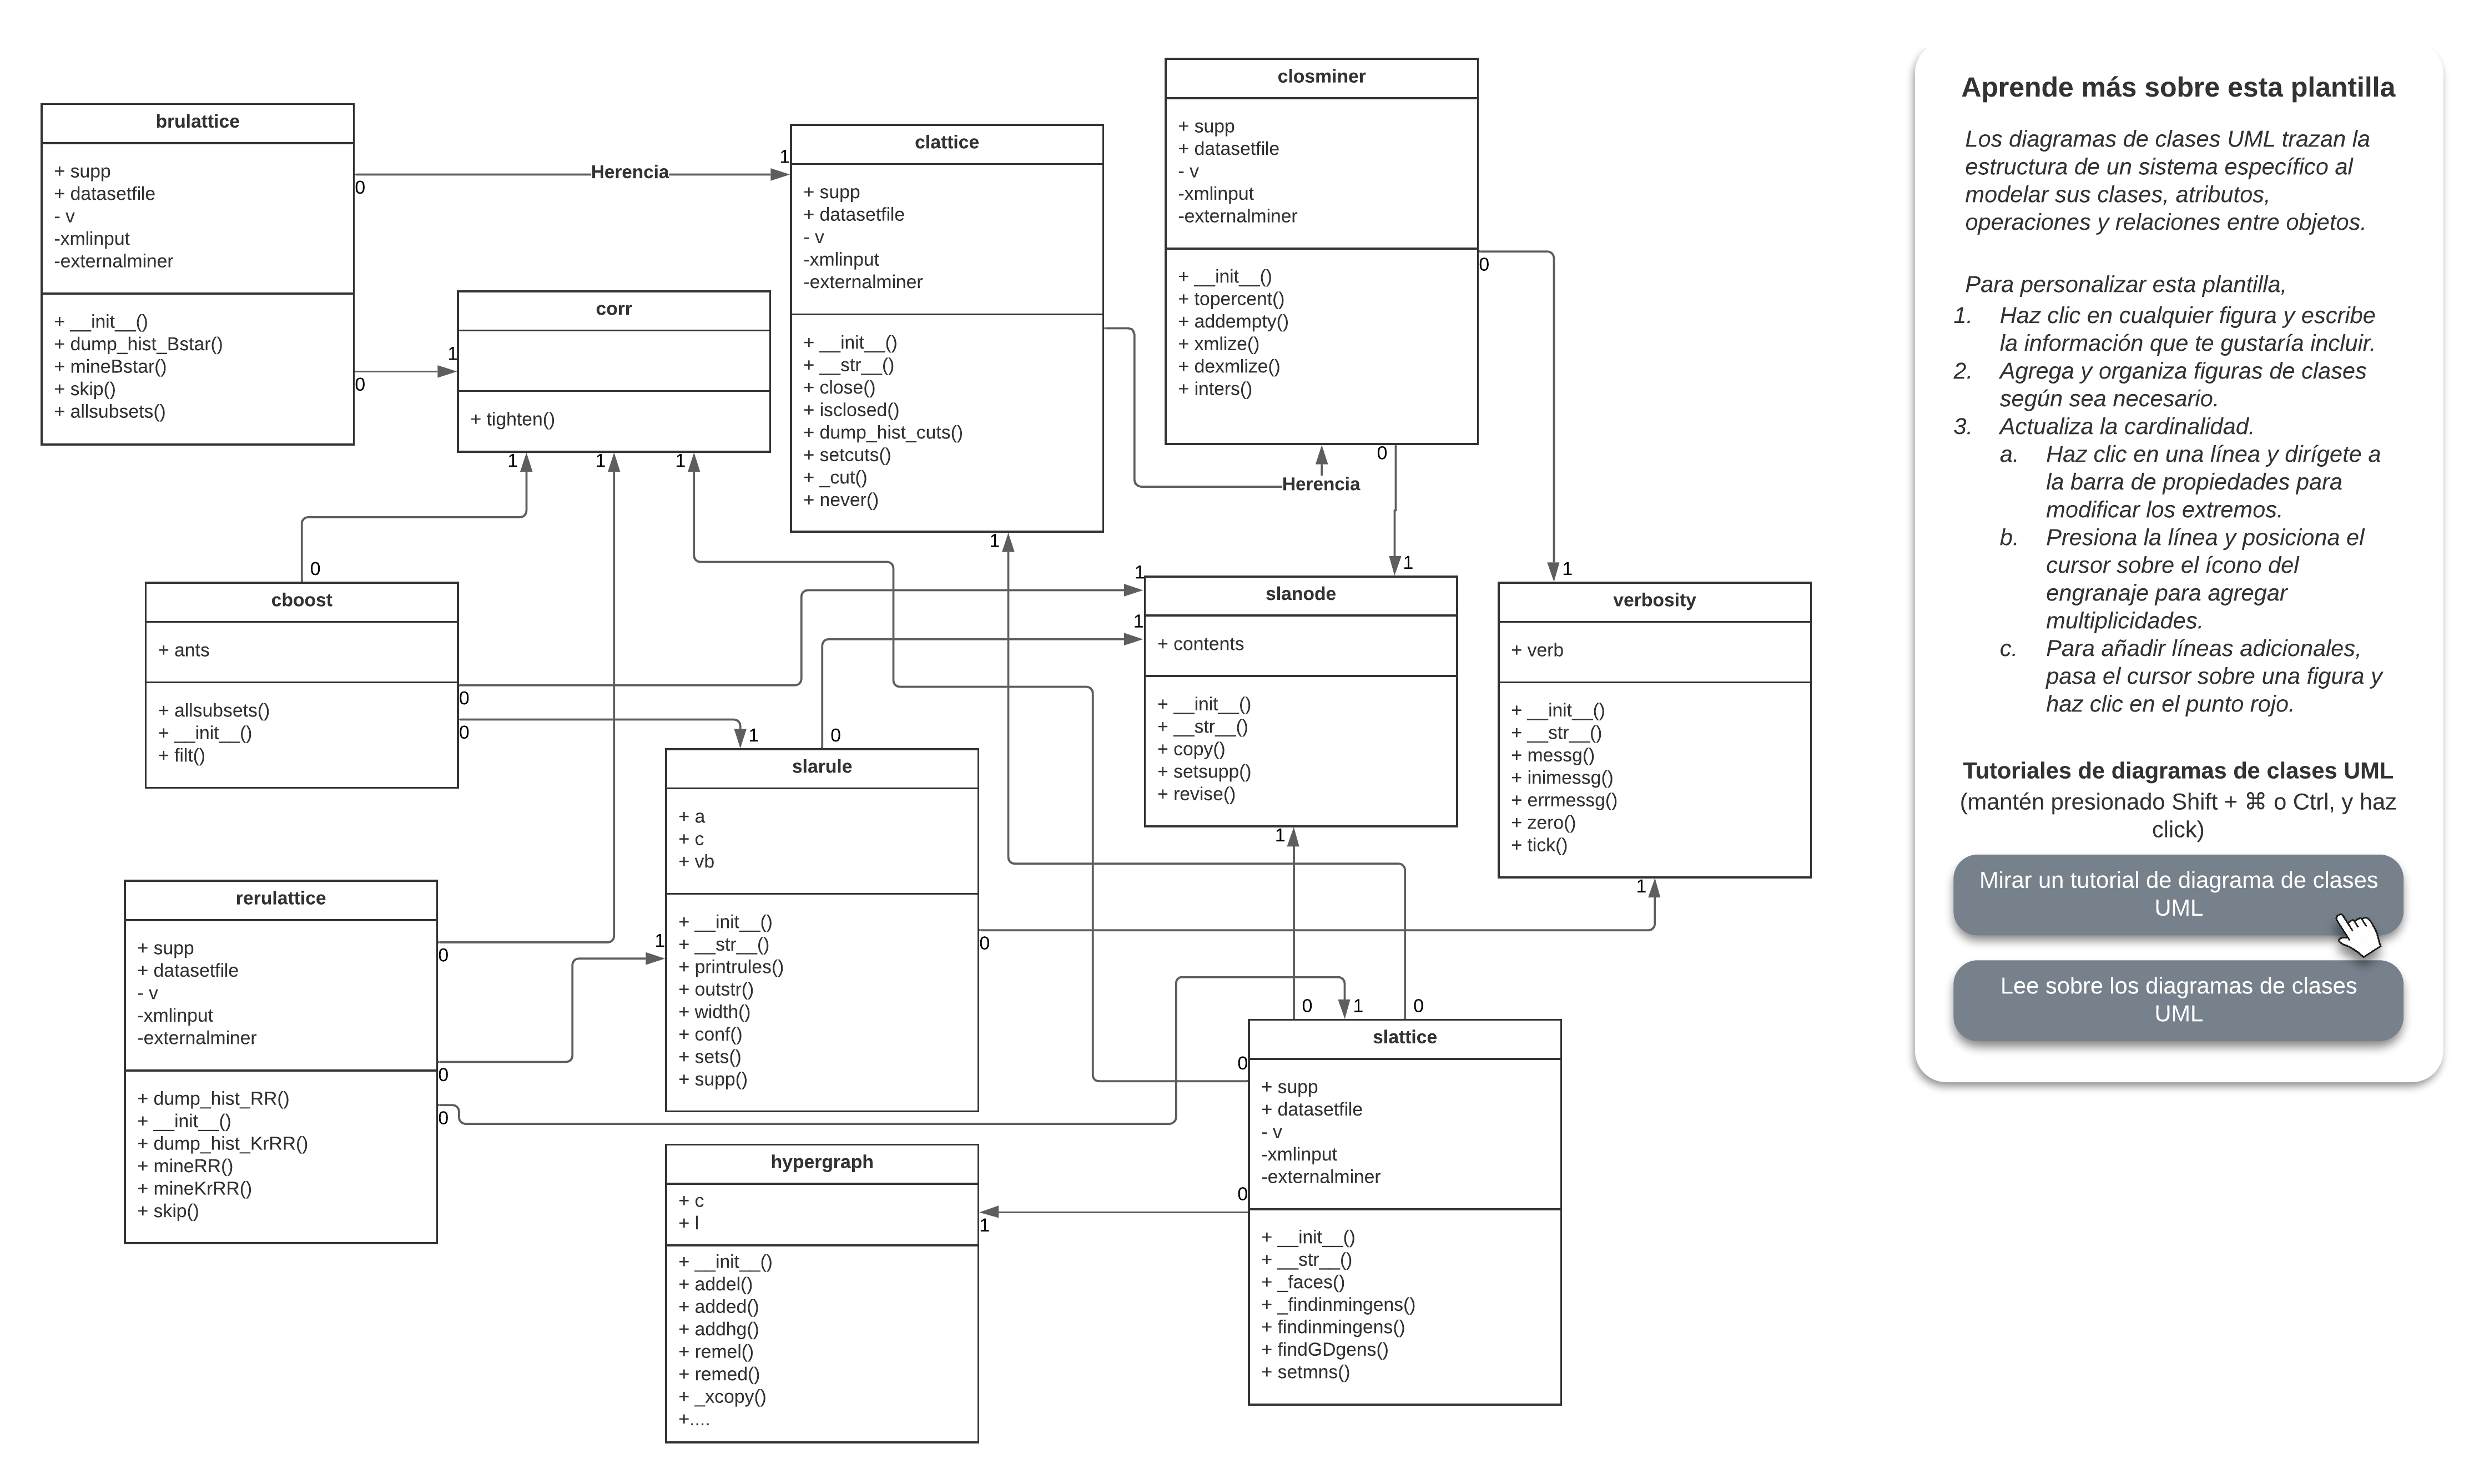 brulattice
+ supp
+ datasetfile
- v
-xmlinput
-externalminer
+ __init__()
+ dump_hist_Bstar()
+ mineBstar()
+ skip()
+ allsubsets()
0
Herencia
1
0
1
corr
+ tighten()
1
1
1
clattice
+ supp
+ datasetfile
- v
-xmlinput
-externalminer
+ __init__()
+ __str__()
+ close()
+ isclosed()
+ dump_hist_cuts()
+ setcuts()
+ _cut()
+ never()
1
closminer
+ supp
+ datasetfile
- v
-xmlinput
-externalminer
+ __init__()
+ topercent()
+ addempty()
+ xmlize()
+ dexmlize()
+ inters()
0
0
Herencia
1
1
0
cboost
+ ants
+ allsubsets()
+ __init__()
+ filt()
0
0
1
1
slanode
+ contents
+ __init__()
+ __str__()
+ copy()
+ setsupp()
+ revise()
1
verbosity
+ verb
+ __init__()
+ __str__()
+ messg()
+ inimessg()
+ errmessg()
+ zero()
+ tick()
1
1
0
slarule
+ a
+ c
+ vb
+ __init__()
+ __str__()
+ printrules()
+ outstr()
+ width()
+ conf()
+ sets()
+ supp()
1
0
rerulattice
+ supp
+ datasetfile
- v
-xmlinput
-externalminer
+ dump_hist_RR()
+ __init__()
+ dump_hist_KrRR()
+ mineRR()
+ mineKrRR()
+ skip()
0
0
0
hypergraph
+ c
+ l
+ __init__()
+ addel()
+ added()
+ addhg()
+ remel()
+ remed()
+ _xcopy()
+....
1
0
1
0
0
0
slattice
+ supp
+ datasetfile
- v
-xmlinput
-externalminer
+ __init__()
+ __str__()
+ _faces()
+ _findinmingens()
+ findinmingens()
+ findGDgens()
+ setmns()
Aprende más sobre esta plantilla
Los diagramas de clases UML trazan la
estructura de un sistema específico al
modelar sus clases, atributos,
operaciones y relaciones entre objetos.
Para personalizar esta plantilla,
1. Haz clic en cualquier figura y escribe
la información que te gustaría incluir.
2. Agrega y organiza figuras de clases
según sea necesario.
3. Actualiza la cardinalidad.
a. Haz clic en una línea y dirígete a
la barra de propiedades para
modificar los extremos.
b. Presiona la línea y posiciona el
cursor sobre el ícono del
engranaje para agregar
multiplicidades.
c. Para añadir líneas adicionales,
pasa el cursor sobre una figura y
haz clic en el punto rojo.
Tutoriales de diagramas de clases UML
(mantén presionado Shift + ⌘ o Ctrl, y haz
click)
Mirar un tutorial de diagrama de clases
UML
Lee sobre los diagramas de clases
UML